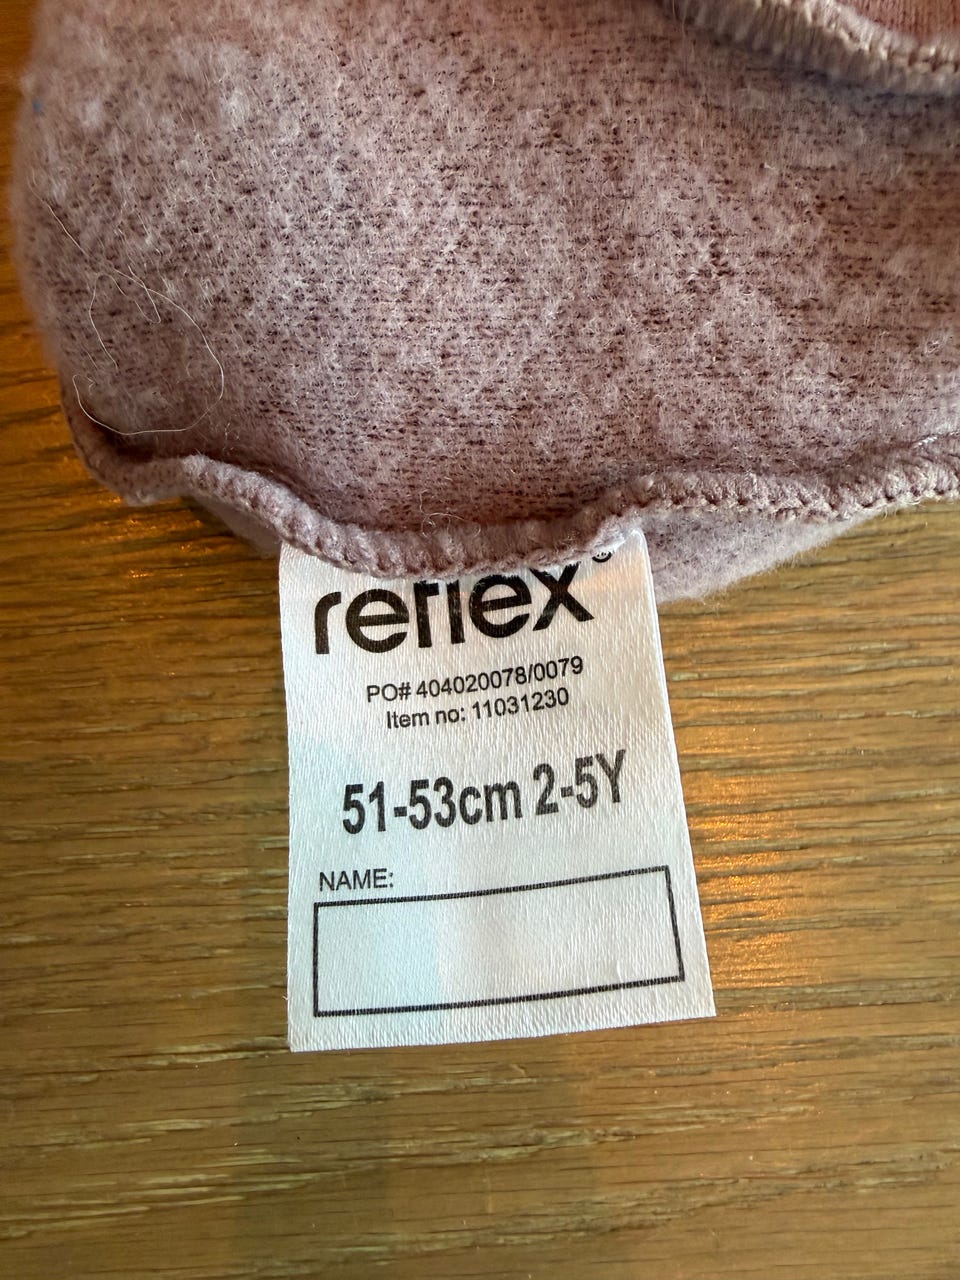 reflex®
PO# 404020078/0079
Item no: 11031230
51-53cm 2-5Y
NAME: